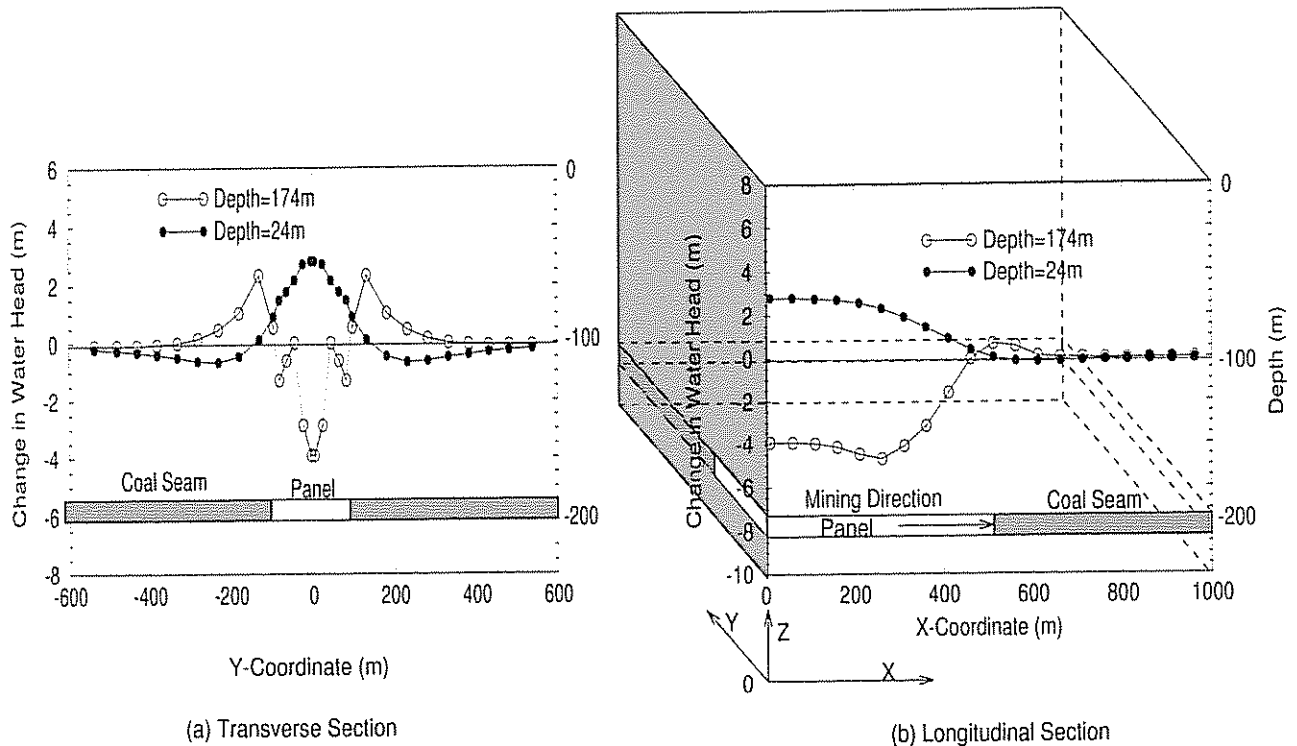 6
4
2
0
-2
-4
-6
-8
Change in Water Head (m)
Depth=174m
Depth=24m
Coal Seam
Panel
0
-100
-200
-600
-400
-200
0
200
400
600
Y-Coordinate (m)
(a) Transverse Section
8
6
4
2
-0
-2
-4
-6
-8
-10
Change in Water Head (m)
Depth=174m
Depth=24m
Mining Direction
Panel
Coal Seam
0
-100
-200
Depth (m)
0
200
400
600
800
1000
X-Coordinate (m)
Y
Z
X
0
(b) Longitudinal Section